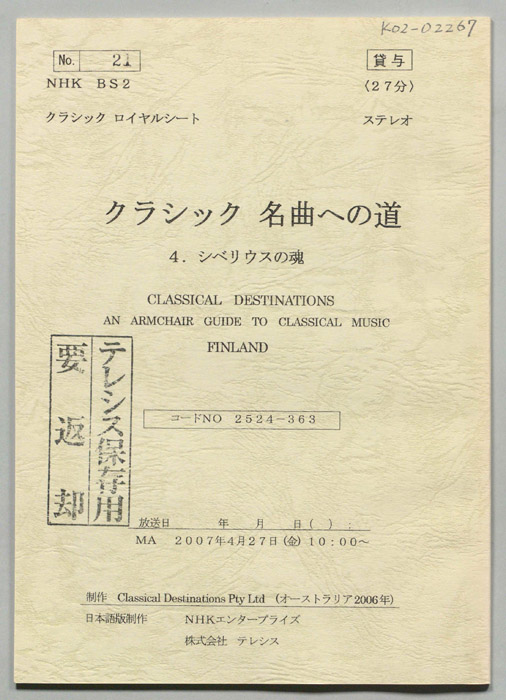 K02-02267
No. 21
貸与
NHK BS2
〈27分〉
クラシック ロイヤルシート
ステレオ
クラシック 名曲への道
4. シベリウスの魂
CLASSICAL DESTINATIONS
AN ARMCHAIR GUIDE TO CLASSICAL MUSIC
FINLAND
テレシス保存用
要返却
コードNO 2524-363
放送日 年 月 日( ) :
MA 2007年4月27日(金)10:00～
制作 Classical Destinations Pty Ltd (オーストラリア2006年)
日本語版制作 NHKエンタープライズ
株式会社 テレシス